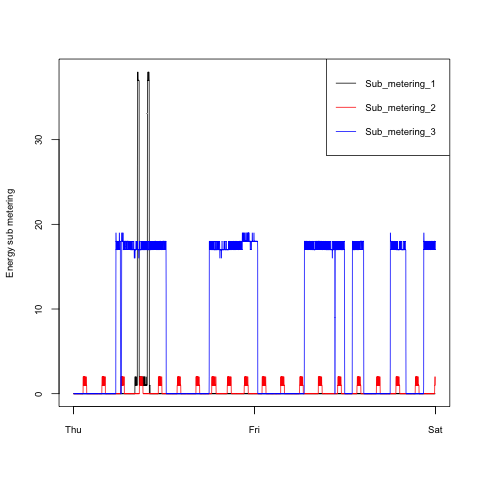 Sub_metering_1
Sub_metering_2
Sub_metering_3
Energy sub metering
30
20
10
0
Thu
Fri
Sat